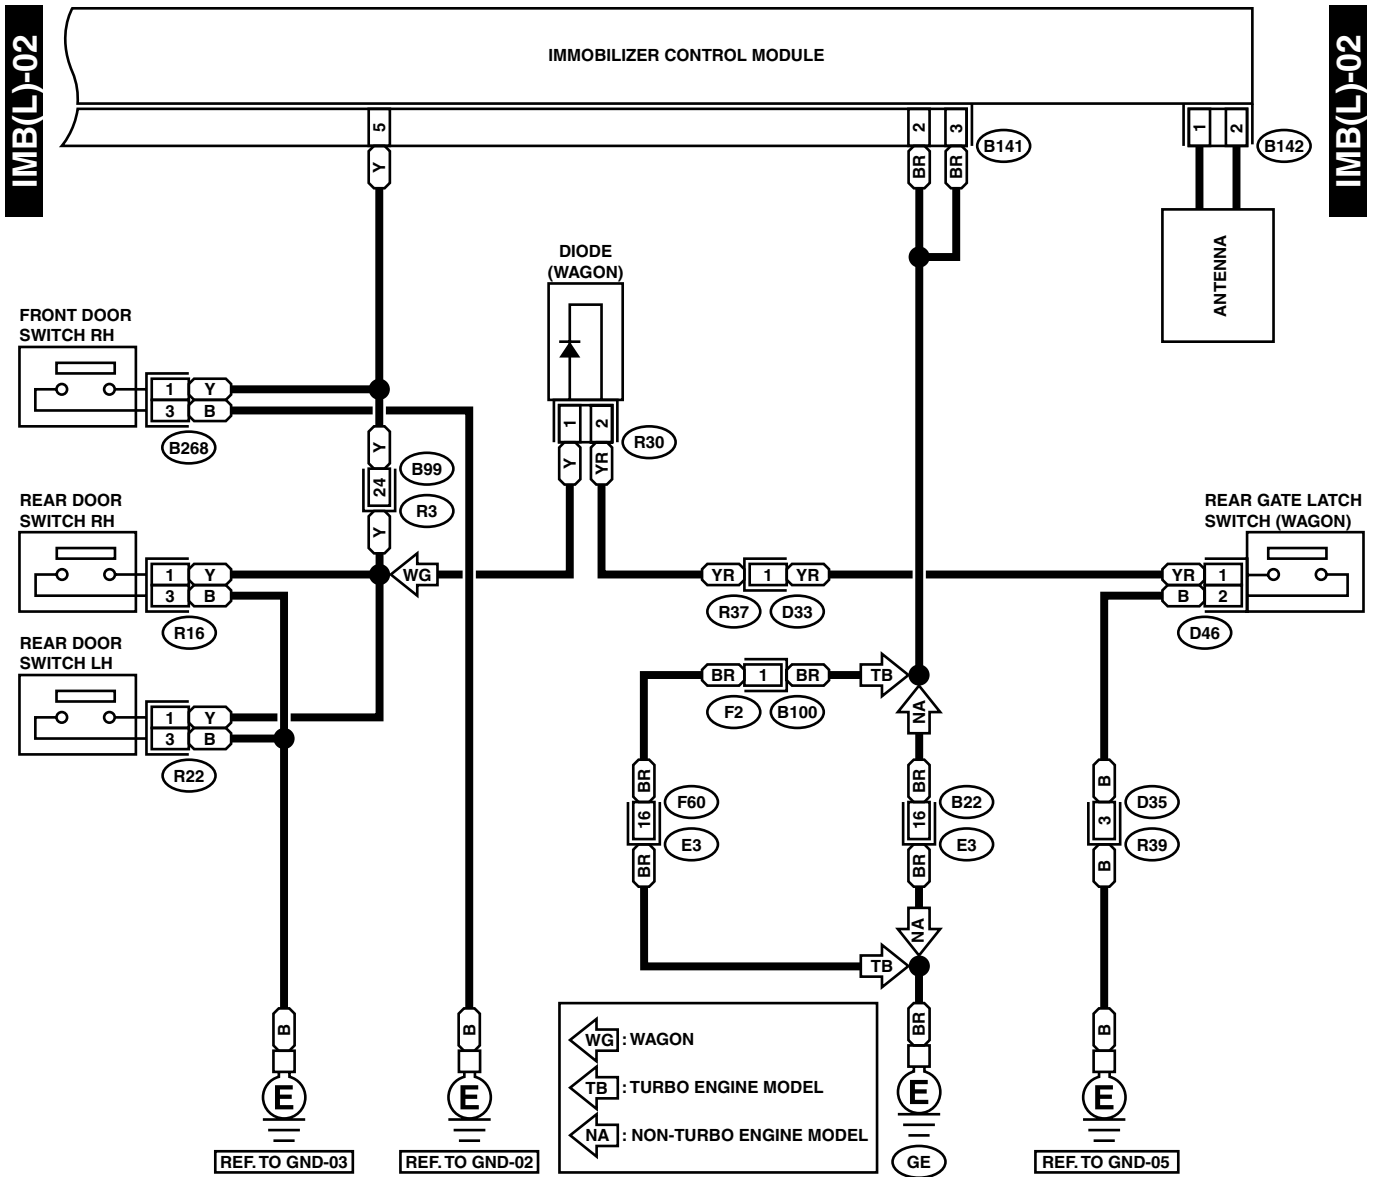 IMB(L)-02
IMB(L)-02
IMMOBILIZER CONTROL MODULE
5
2
3
B141
1
2
B142
Y
BR
BR
ANTENNA
DIODE
(WAGON)
FRONT DOOR
SWITCH RH
1 Y
3 B
B268
1
2
R30
Y
YR
Y
B99
24
R3
Y
REAR DOOR
SWITCH RH
1 Y
3 B
R16
WG
YR 1 YR
R37 D33
REAR GATE LATCH
SWITCH (WAGON)
YR 1
B 2
D46
REAR DOOR
SWITCH LH
1 Y
3 B
R22
BR 1 BR
F2 B100
TB
NA
BR
F60
16
E3
BR
BR
B22
16
E3
BR
B
D35
3
R39
B
NA
TB
B
B
BR
B
E
E
E
E
REF. TO GND-03
REF. TO GND-02
GE
REF. TO GND-05
WG : WAGON
TB : TURBO ENGINE MODEL
NA : NON-TURBO ENGINE MODEL